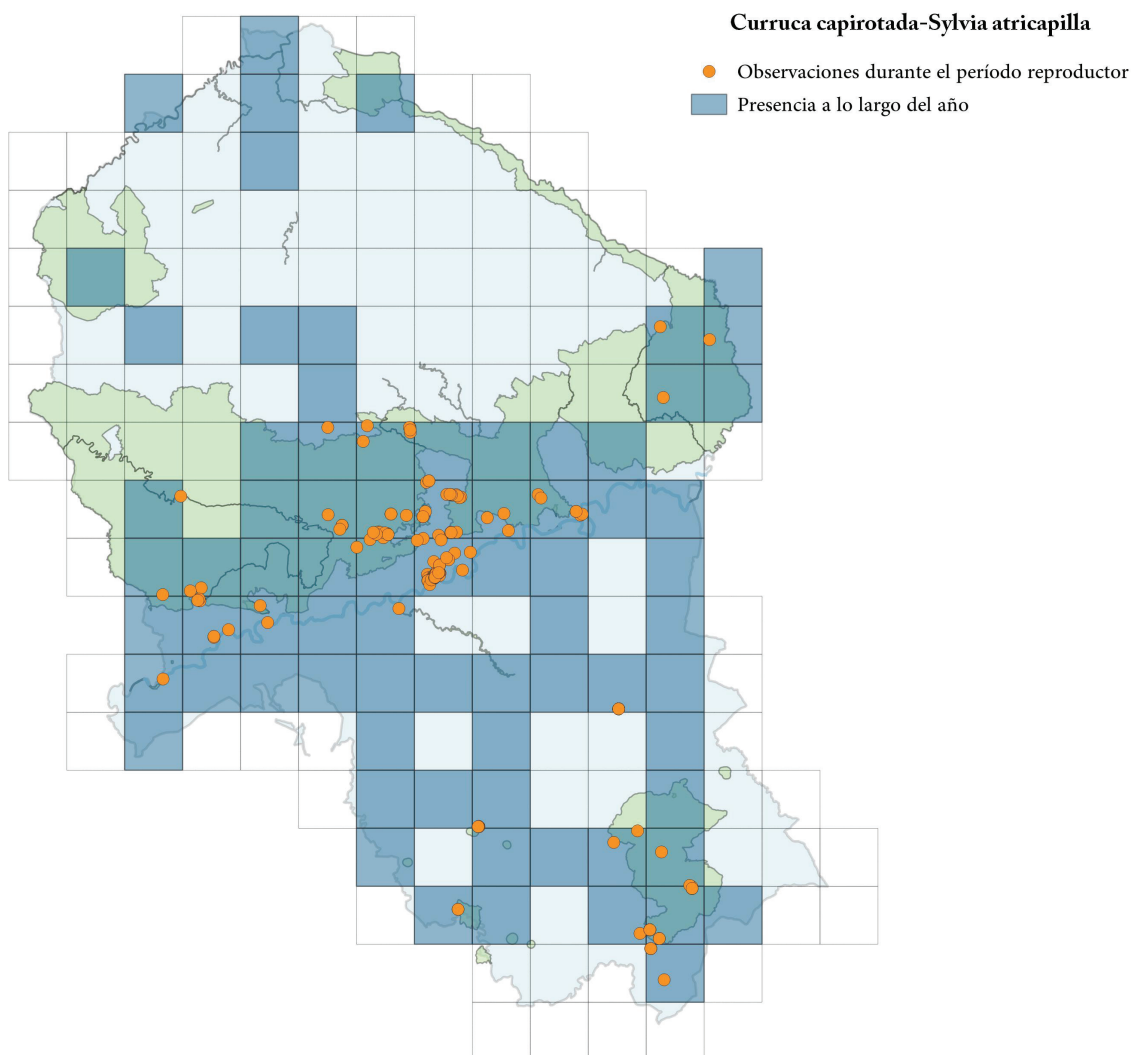 Curruca capirotada-Sylvia atricapilla
Observaciones durante el período reproductor
Presencia a lo largo del año